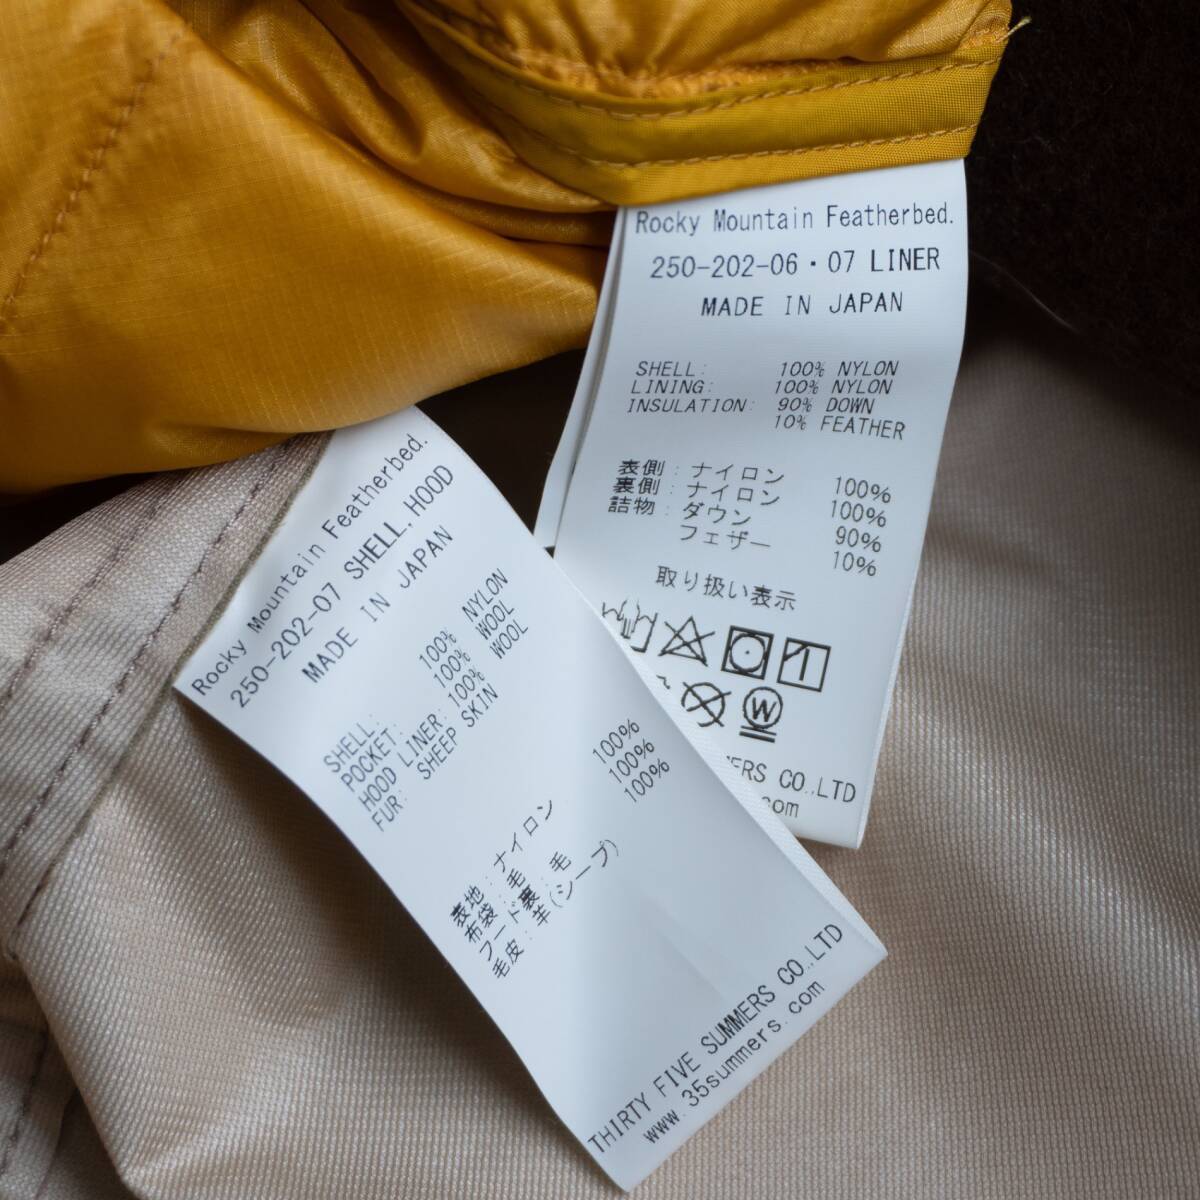 Rocky Mountain Featherbed.
250-202-06・07 LINER
MADE IN JAPAN
SHELL: 100% NYLON
LINING: 100% NYLON
INSULATION: 90% DOWN
10% FEATHER
表側:ナイロン 100%
裏側:ナイロン 100%
詰物:ダウン 90%
フェザー 10%
取り扱い表示
W
MERS CO.,LTD
com
Rocky Mountain Featherbed.
250-202-07 SHELL.HOOD
MADE IN JAPAN
SHELL: 100% NYLON
POCKET: 100% WOOL
HOOD LINER: 100% WOOL
FUR: SHEEP SKIN
表地:ナイロン 100%
布袋:毛 100%
フード裏:毛 100%
毛皮:羊(シープ)
THIRTY FIVE SUMMERS CO.,LTD
www.35summers.com